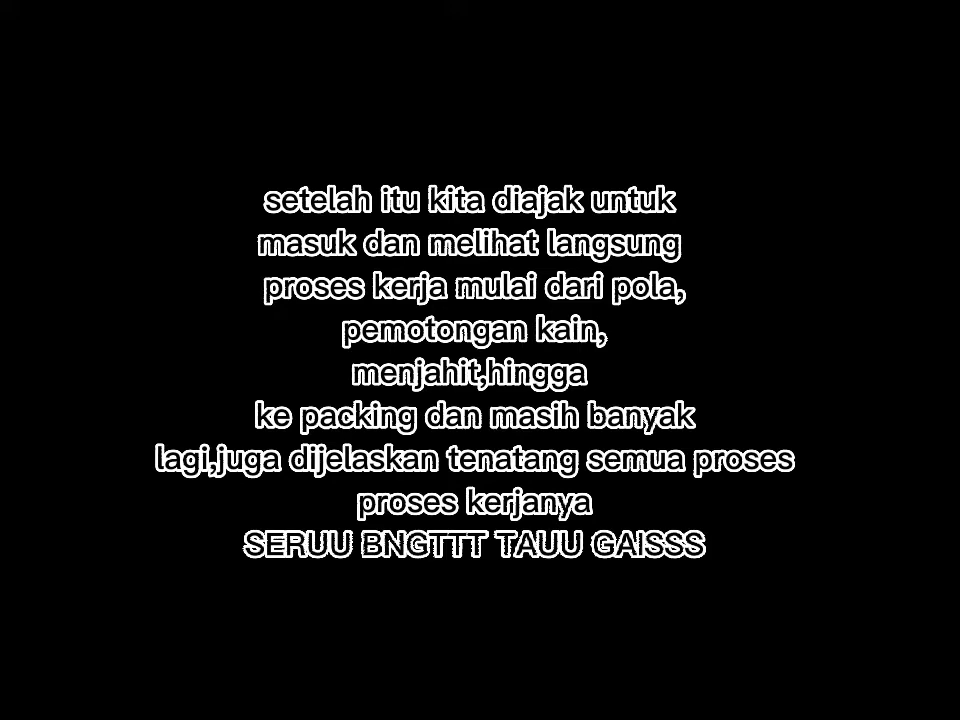 setelah itu kita diajak untuk
masuk dan melihat langsung
proses kerja mulai dari pola,
pemotongan kain,
menjahit,hingga
ke packing dan masih banyak
lagi,juga dijelaskan tenatang semua proses
proses kerjanya
SERUU BNGTTT TAUU GAISSS